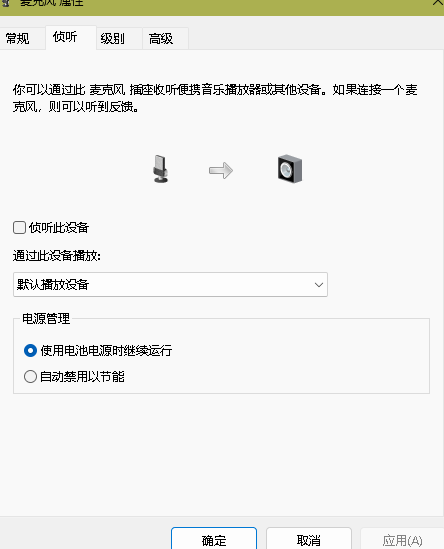 麦克风 属性
常规
侦听
级别
高级
你可以通过此 麦克风 插座收听便携音乐播放器或其他设备。如果连接一个麦
克风，则可以听到反馈。
侦听此设备
通过此设备播放:
默认播放设备
电源管理
使用电池电源时继续运行
自动禁用以节能
确定
取消
应用(A)